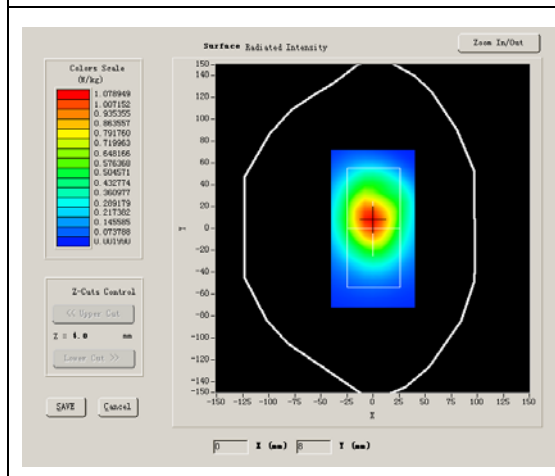 Surface Radiated Intensity
Zoom In/Out
Colors Scale
(W/kg)
1.078949
1.007152
0.935355
0.863557
0.791760
0.719963
0.648166
0.576368
0.504571
0.432774
0.360977
0.289179
0.217382
0.145585
0.073788
0.001990
150
140
120
100
80
60
40
20
0
-20
-40
-60
-80
-100
-120
-140
-150
Y
-150 -125 -100 -75 -50 -25 0 25 50 75 100 125 150
X
Z-Cuts Control
<< Upper Cut
Z = 4.0 mm
Lower Cut >>
SAVE
Cancel
0 X (mm) 8 Y (mm)